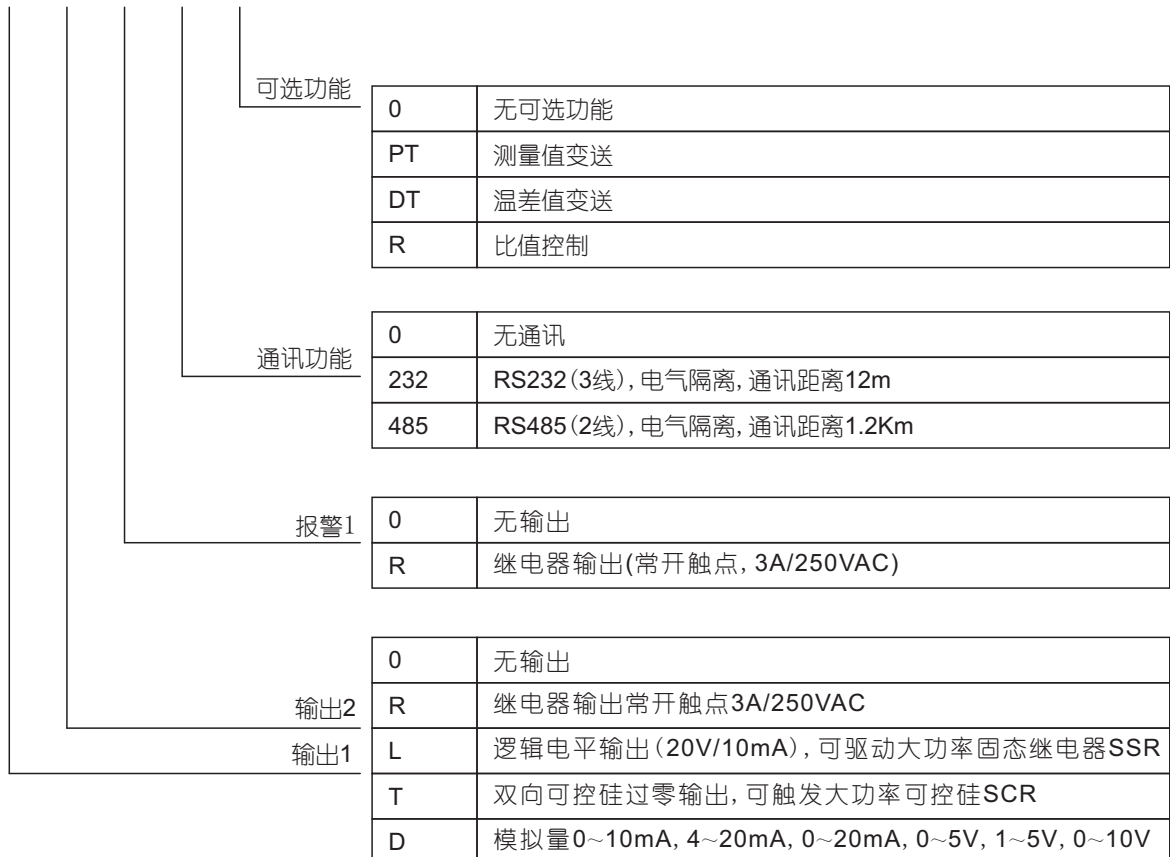 可选功能
0 无可选功能
PT 测量值变送
DT 温差值变送
R 比值控制
通讯功能
0 无通讯
232 RS232(3线),电气隔离,通讯距离12m
485 RS485(2线),电气隔离,通讯距离1.2Km
报警1
0 无输出
R 继电器输出(常开触点, 3A/250VAC)
输出2
输出1
0 无输出
R 继电器输出常开触点3A/250VAC
L 逻辑电平输出(20V/10mA),可驱动大功率固态继电器SSR
T 双向可控硅过零输出,可触发大功率可控硅SCR
D 模拟量0~10mA, 4~20mA, 0~20mA, 0~5V, 1~5V, 0~10V